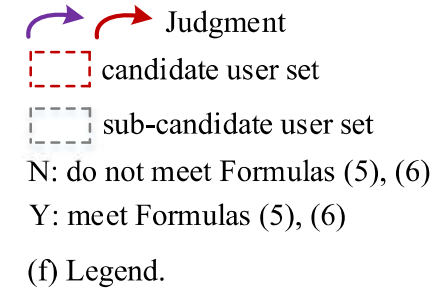 Judgment
candidate user set
sub-candidate user set
N: do not meet Formulas (5), (6)
Y: meet Formulas (5), (6)
(f) Legend.